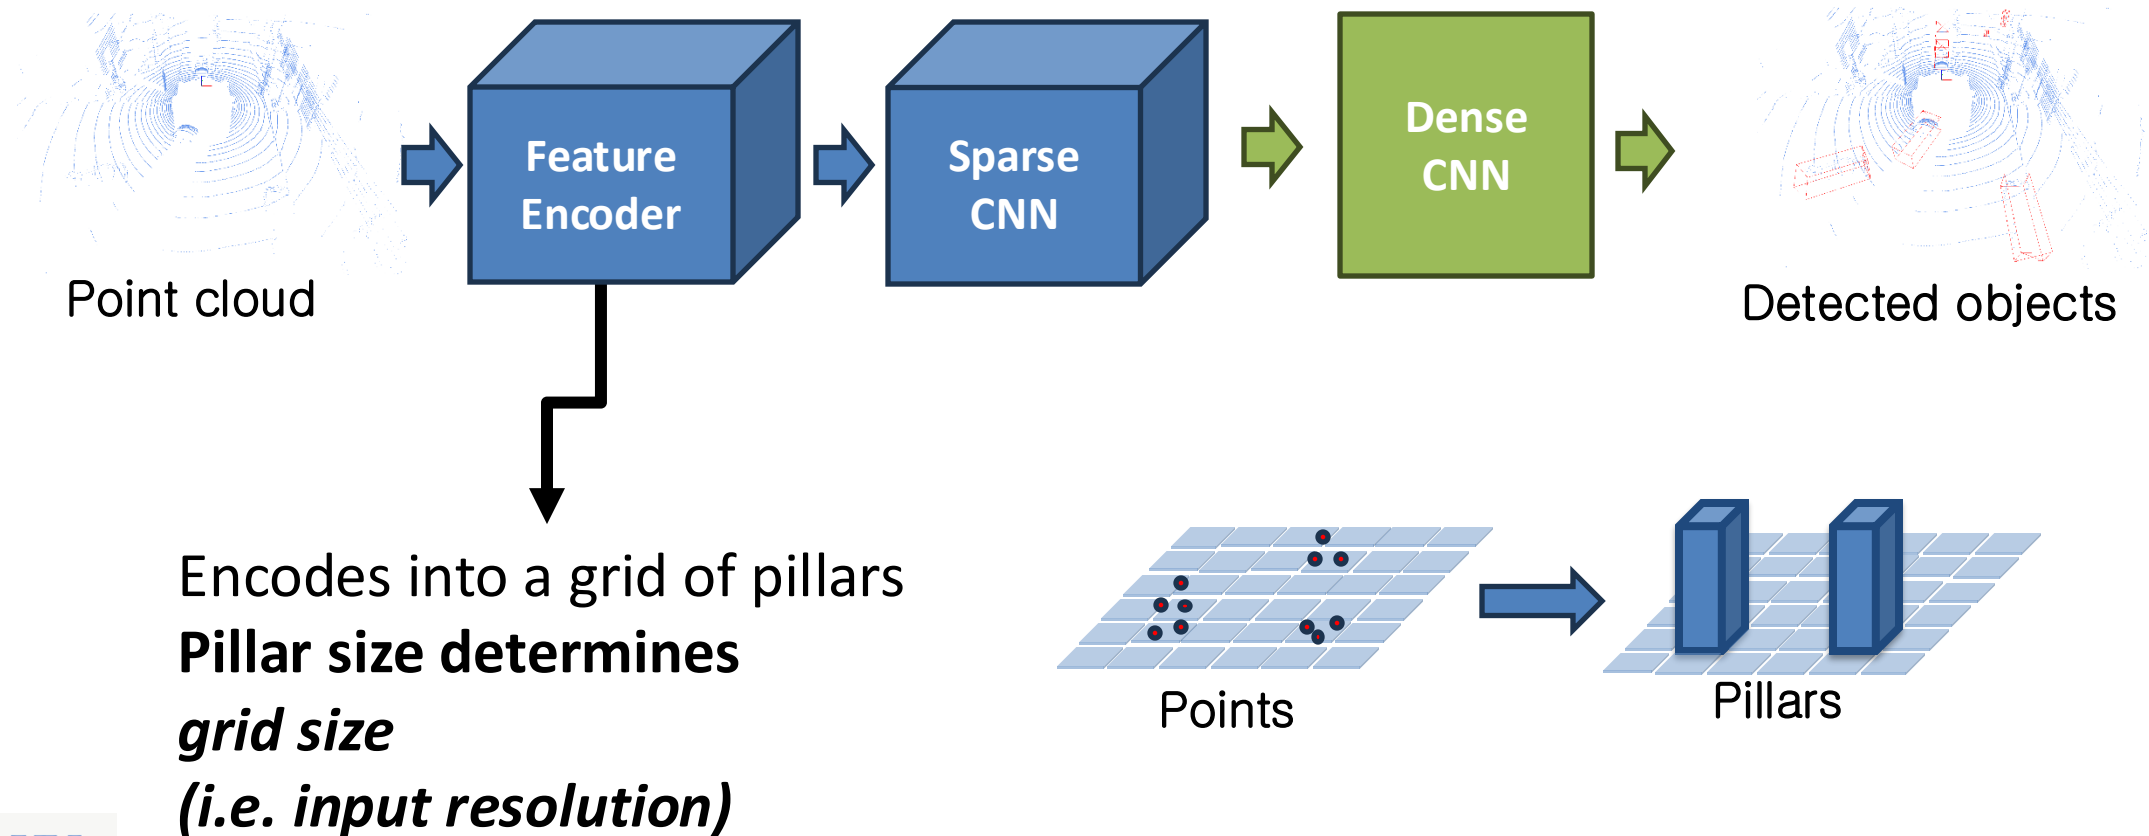 Feature
Encoder
Sparse
CNN
Dense
CNN
Point cloud
Detected objects
Encodes into a grid of pillars
Pillar size determines
grid size
(i.e. input resolution)
Points
Pillars